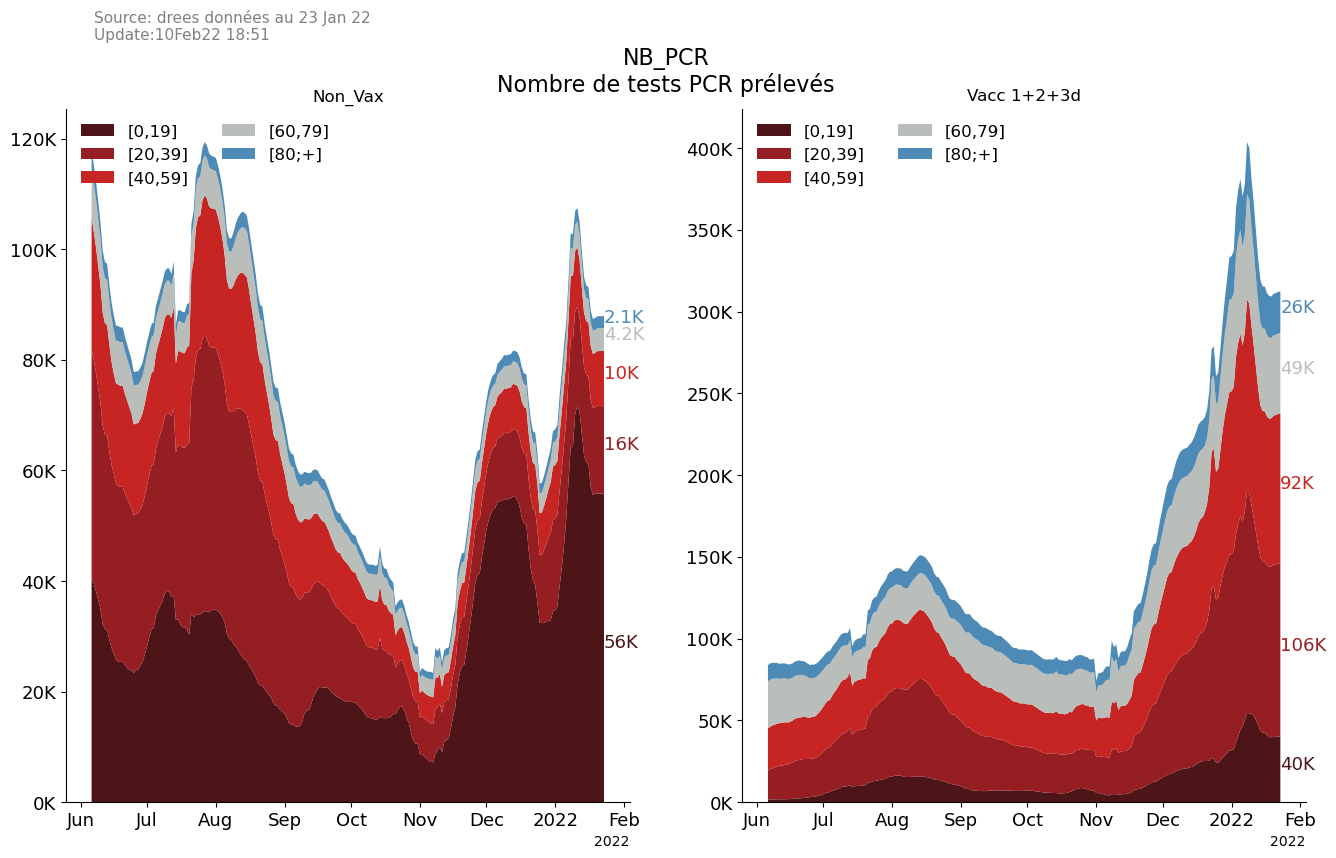 Source: drees données au 23 Jan 22
Update:10Feb22 18:51
NB_PCR
Nombre de tests PCR prélevés
Non_Vax
[0,19]
[20,39]
[40,59]
[60,79]
[80;+]
120K
100K
80K
60K
40K
20K
0K
2.1K
4.2K
10K
16K
56K
Jun Jul Aug Sep Oct Nov Dec 2022 Feb
2022
Vacc 1+2+3d
[0,19]
[20,39]
[40,59]
[60,79]
[80;+]
400K
350K
300K
250K
200K
150K
100K
50K
0K
26K
49K
92K
106K
40K
Jun Jul Aug Sep Oct Nov Dec 2022 Feb
2022